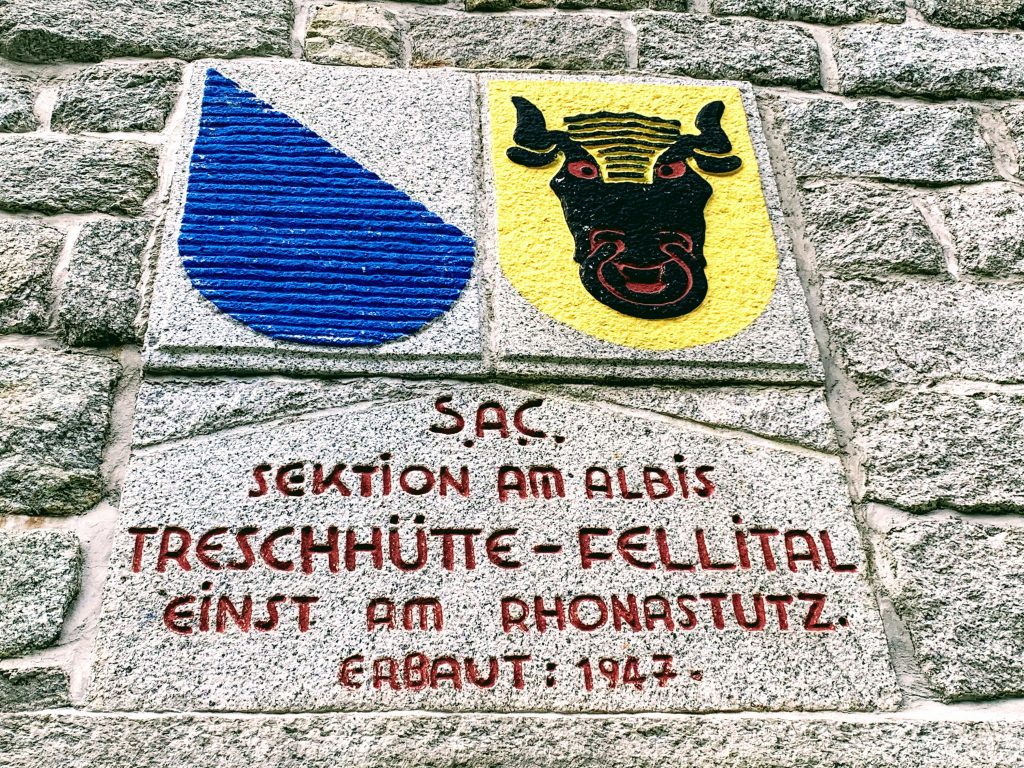 S.A.C.
SEKTION AM ALBIS
TRESCHHÜTTE - FELLITAL
EINST AM RHONASTUTZ.
ERBAUT : 1947.